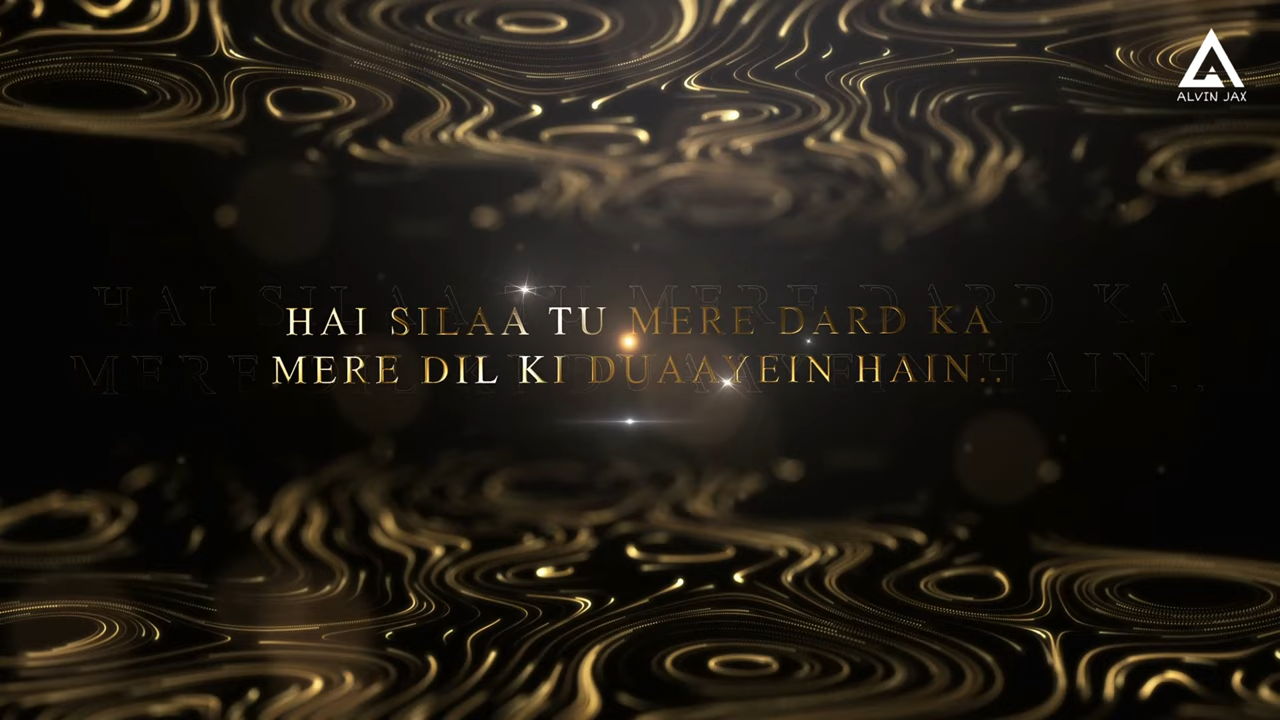 ALVIN JAX
HAI SILAA TU MERE DARD KA
MERE DIL KI DUAAYEIN HAIN..